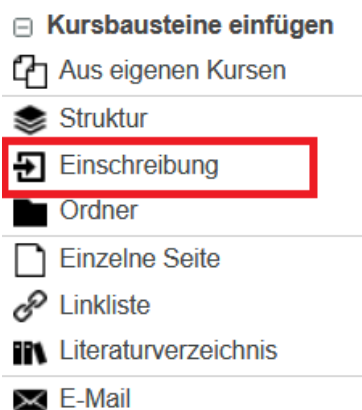 Kursbausteine einfügen
Aus eigenen Kursen
Struktur
Einschreibung
Ordner
Einzelne Seite
Linkliste
Literaturverzeichnis
E-Mail